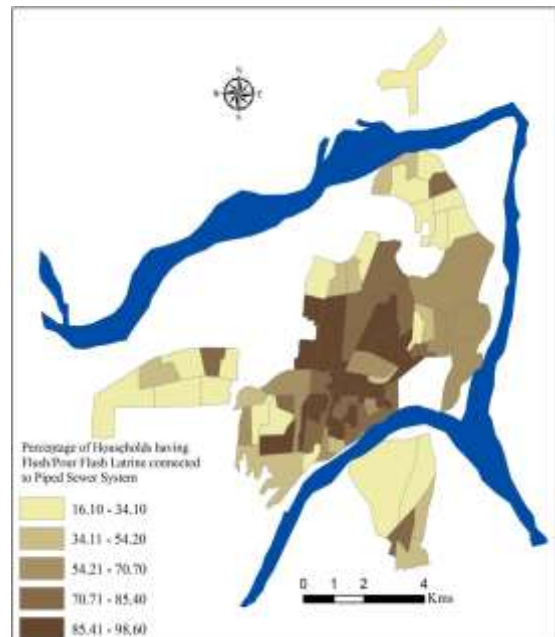 N
W E
S
Percentage of Households having
Flush/Pour Flush Latrine connected
to Piped Sewer System
16.10 - 34.10
34.11 - 54.20
54.21 - 70.70
70.71 - 85.40
85.41 - 98.60
0 1 2 4
Kms